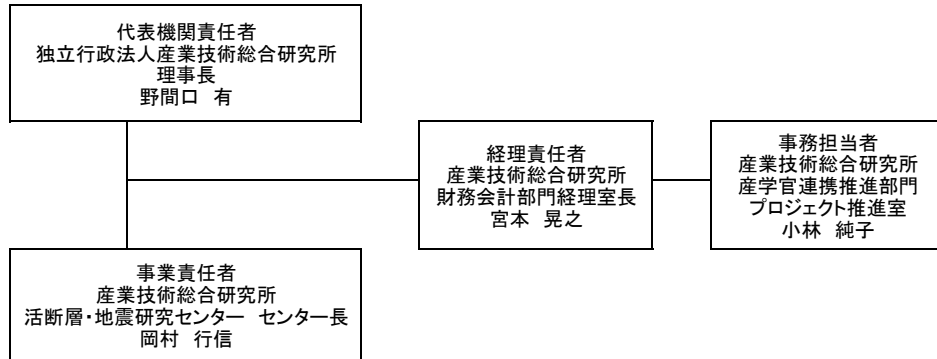 代表機関責任者
独立行政法人産業技術総合研究所
理事長
野間口 有
経理責任者
産業技術総合研究所
財務会計部門経理室長
宮本 晃之
事務担当者
産業技術総合研究所
産学官連携推進部門
プロジェクト推進室
小林 純子
事業責任者
産業技術総合研究所
活断層・地震研究センター センター長
岡村 行信